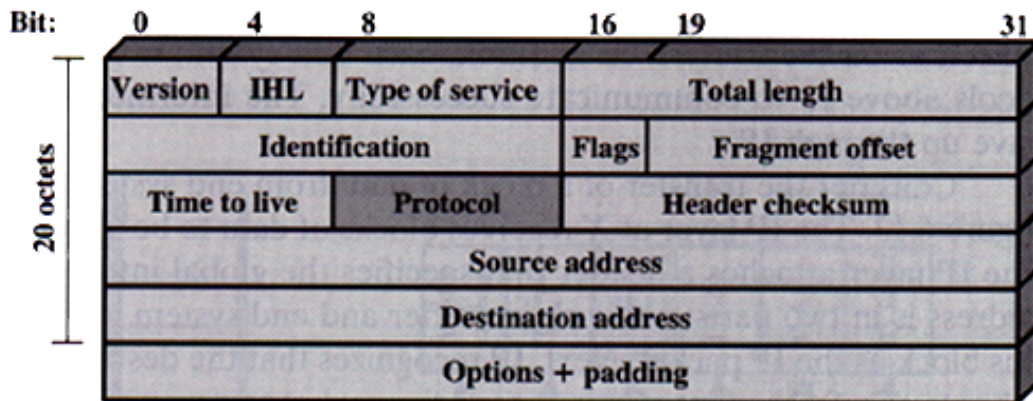 Bit: 0 4 8 16 19 31
Version IHL Type of service Total length
Identification Flags Fragment offset
Time to live Protocol Header checksum
Source address
Destination address
Options + padding
20 octets